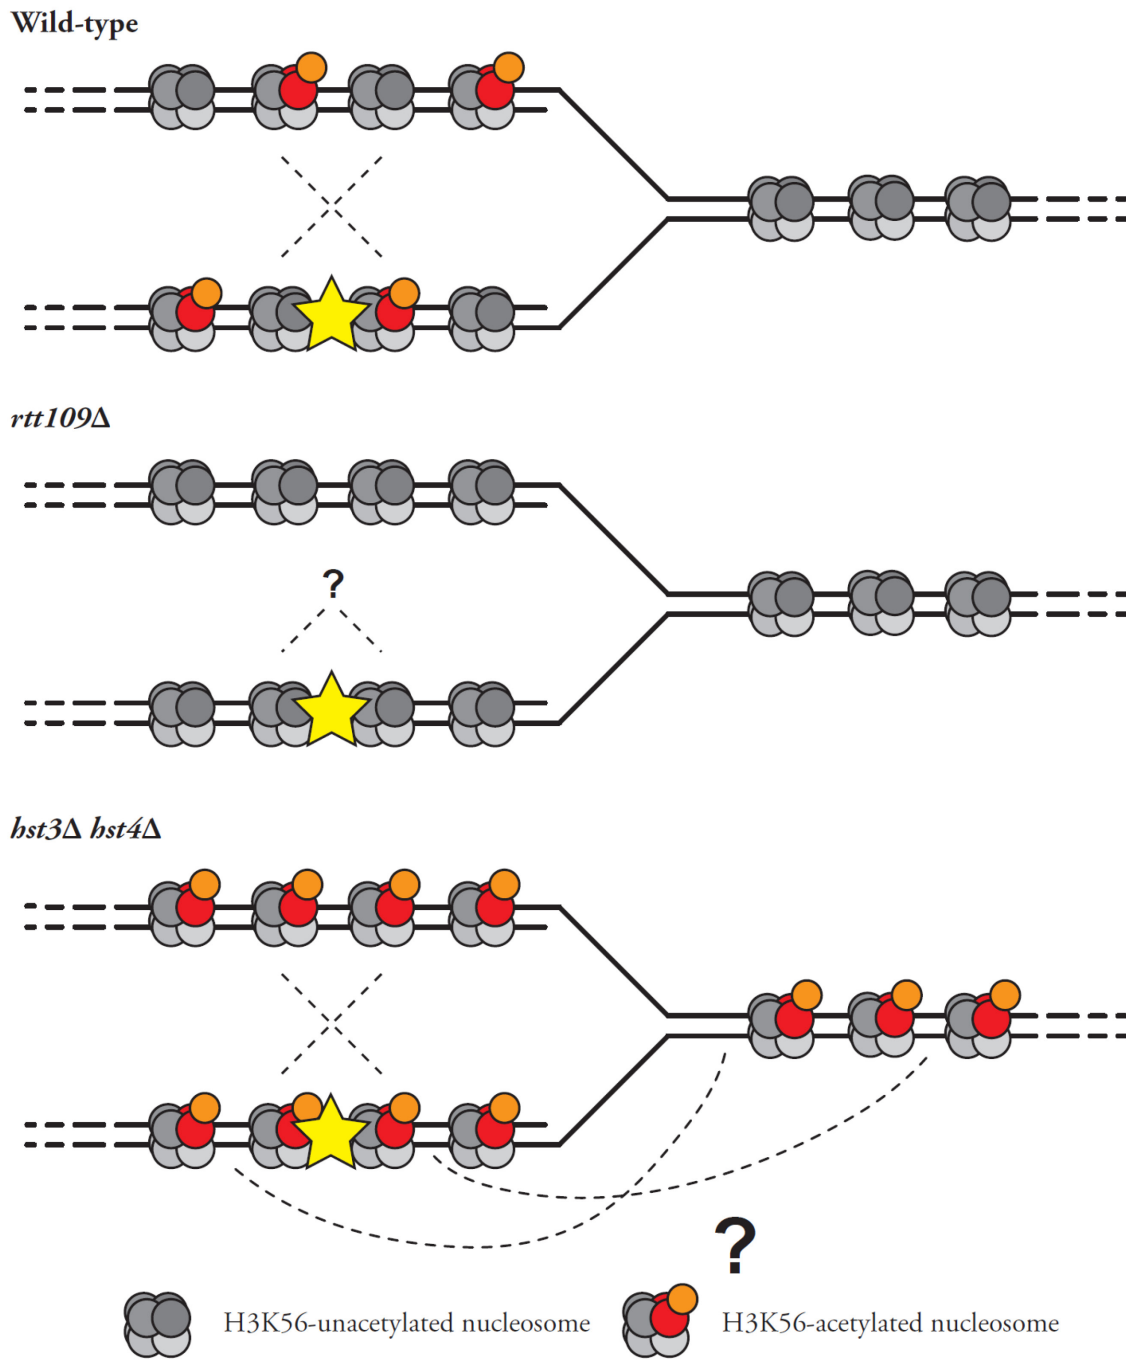 Wild-type
rtt109Δ
?
hst3Δ hst4Δ
?
H3K56-unacetylated nucleosome
H3K56-acetylated nucleosome